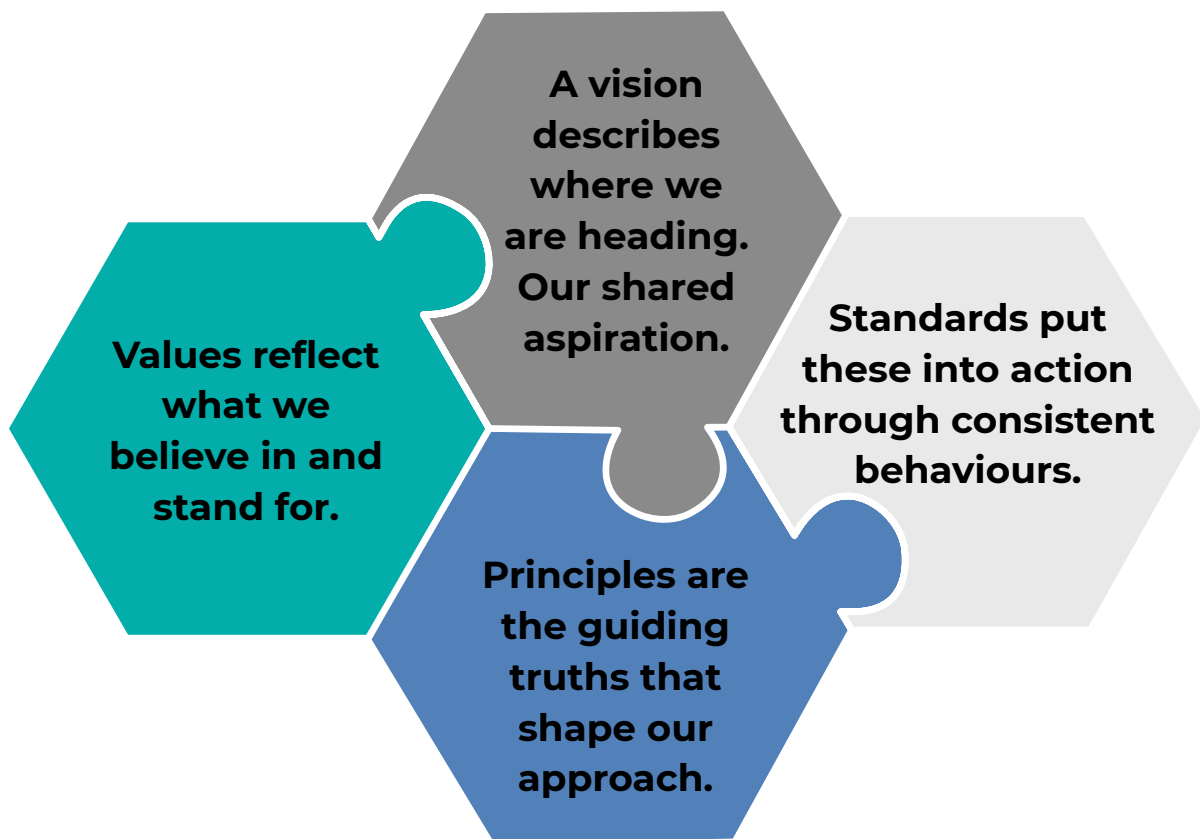 A vision
describes
where we
are heading.
Our shared
aspiration.
Values reflect
what we
believe in and
stand for.
Standards put
these into action
through consistent
behaviours.
Principles are
the guiding
truths that
shape our
approach.